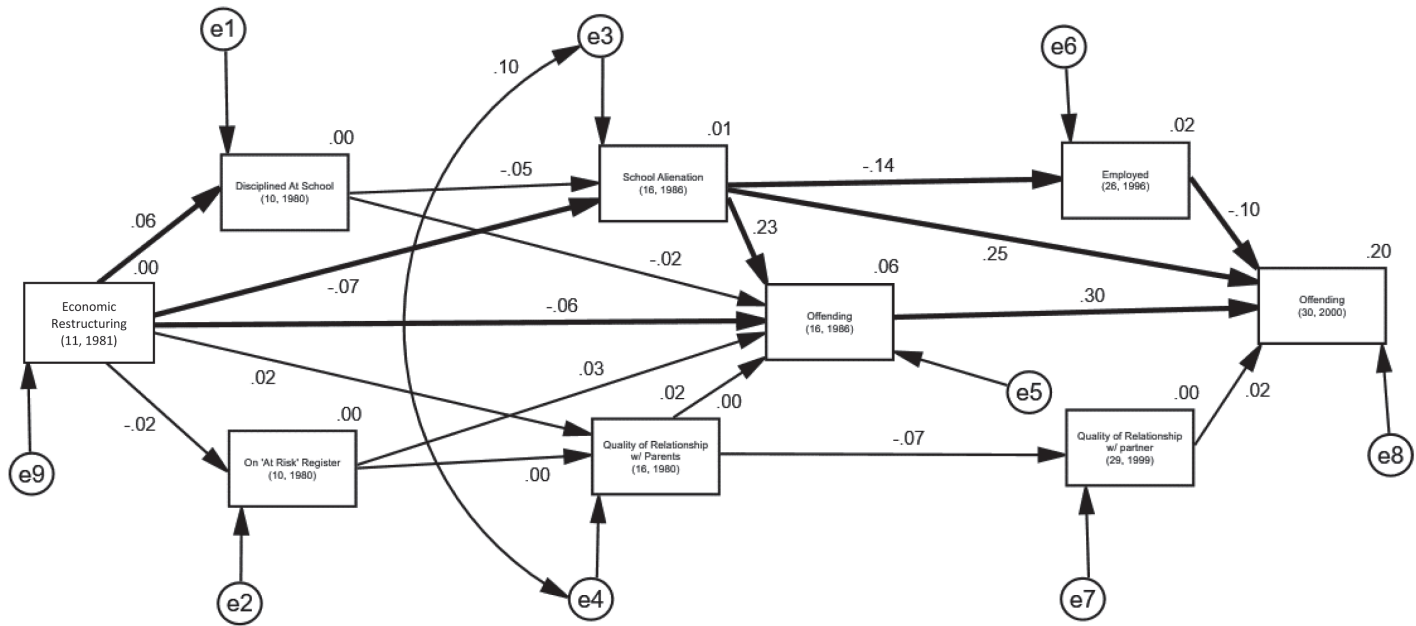 e1
e3
e6
.10
.00
.01
.02
Disciplined At School
(10, 1980)
-.05
School Alienation
(16, 1986)
-.14
Employed
(26, 1996)
.06
.23
-.10
.00
-.07
-.02
.06
.25
.20
Economic
Restructuring
(11, 1981)
-.06
Offending
(16, 1986)
.30
Offending
(30, 2000)
.02
.03
e5
-.02
.00
.02
.00
.00
.02
On 'At Risk' Register
(10, 1980)
.00
Quality of Relationship
w/ Parents
(16, 1980)
-.07
Quality of Relationship
w/ partner
(29, 1999)
e9
e8
e2
e4
e7